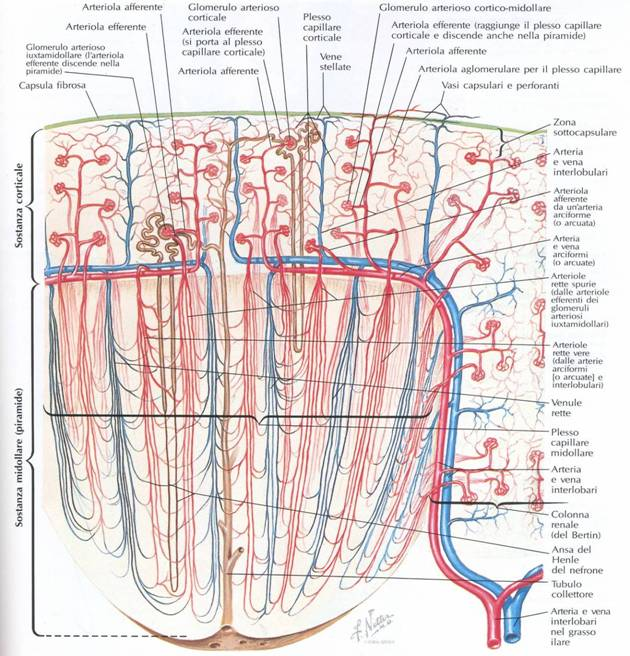 Arteriola afferente
Arteriola efferente
Glomerulo arterioso
iuxtamidollare (l'arteriola
efferente discende nella
piramide)
Capsula fibrosa
Glomerulo arterioso
corticale
Arteriola efferente
(si porta al plesso
capillare corticale)
Arteriola afferente
Plesso
capillare
corticale
Vene
stellate
Glomerulo arterioso cortico-midollare
Arteriola efferente (raggiunge il plesso capillare
corticale e discende anche nella piramide)
Arteriola afferente
Arteriola aglomerulare per il plesso capillare
Vasi capsulari e perforanti
Zona
sottocapsulare
Arteria
e vena
interlobulari
Arteriola
afferente
da un'arteria
arciforme
(o arcuata)
Arteria
e vena
arciformi
(o arcuate)
Arteriole
rette spurie
(dalle arteriole
efferenti dei
glomeruli
arteriosi
iuxtamidollari)
Arteriole
rette vere
(dalle arterie
arciformi
[o arcuate] e
interlobulari)
Venule
rette
Plesso
capillare
midollare
Arteria
e vena
interlobari
Colonna
renale
(del Bertin)
Ansa del
Henle
del nefrone
Tubulo
collettore
Arteria e vena
interlobari
nel grasso
ilare
Sostanza corticale
Sostanza midollare (piramide)
F. Netter
M.D.